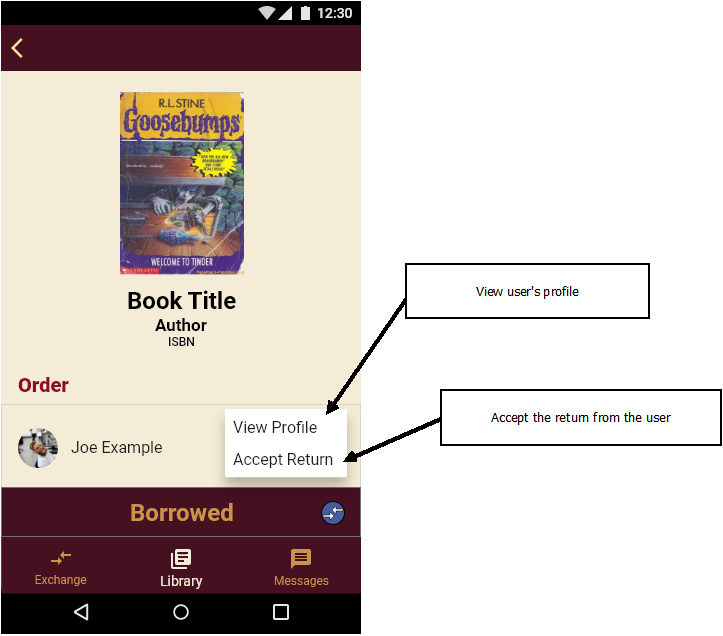 12:30
R.L. STINE
Goosebumps
WELCOME TO TINDER
SCHOLASTIC
Book Title
Author
ISBN
View user's profile
Order
View Profile
Joe Example
Accept Return
Accept the return from the user
Borrowed
Exchange
Library
Messages